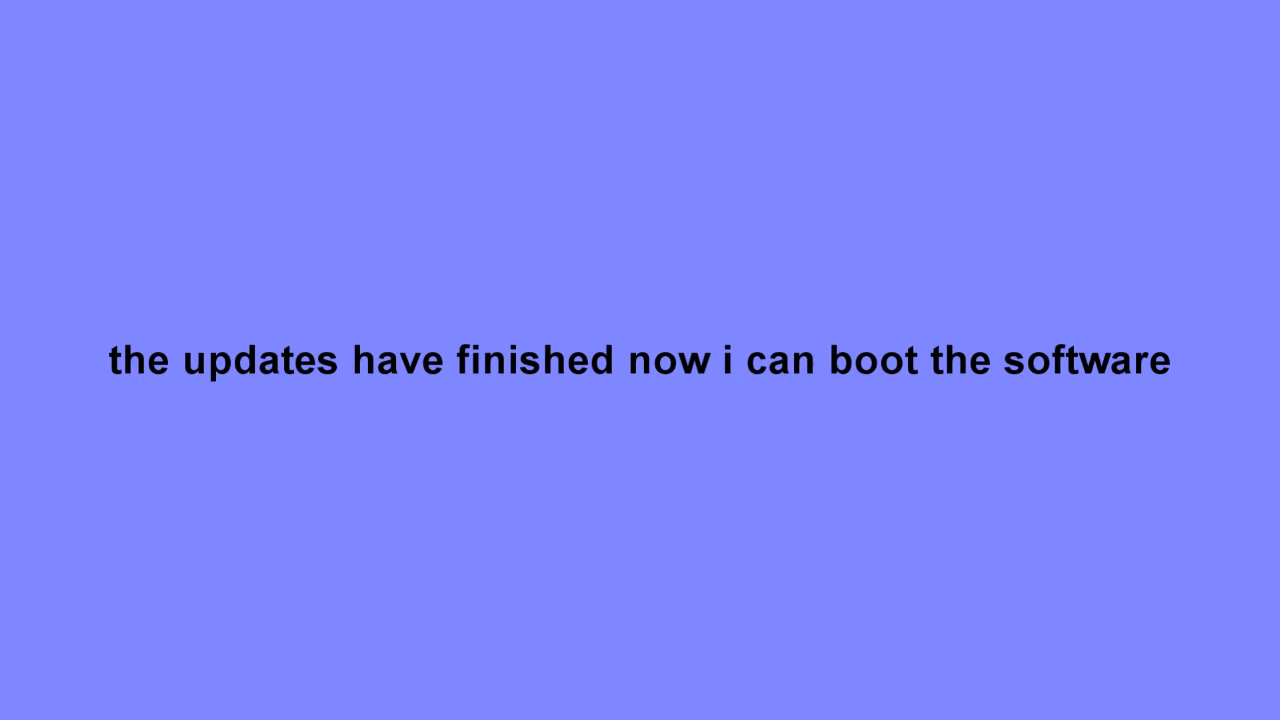 the updates have finished now i can boot the software